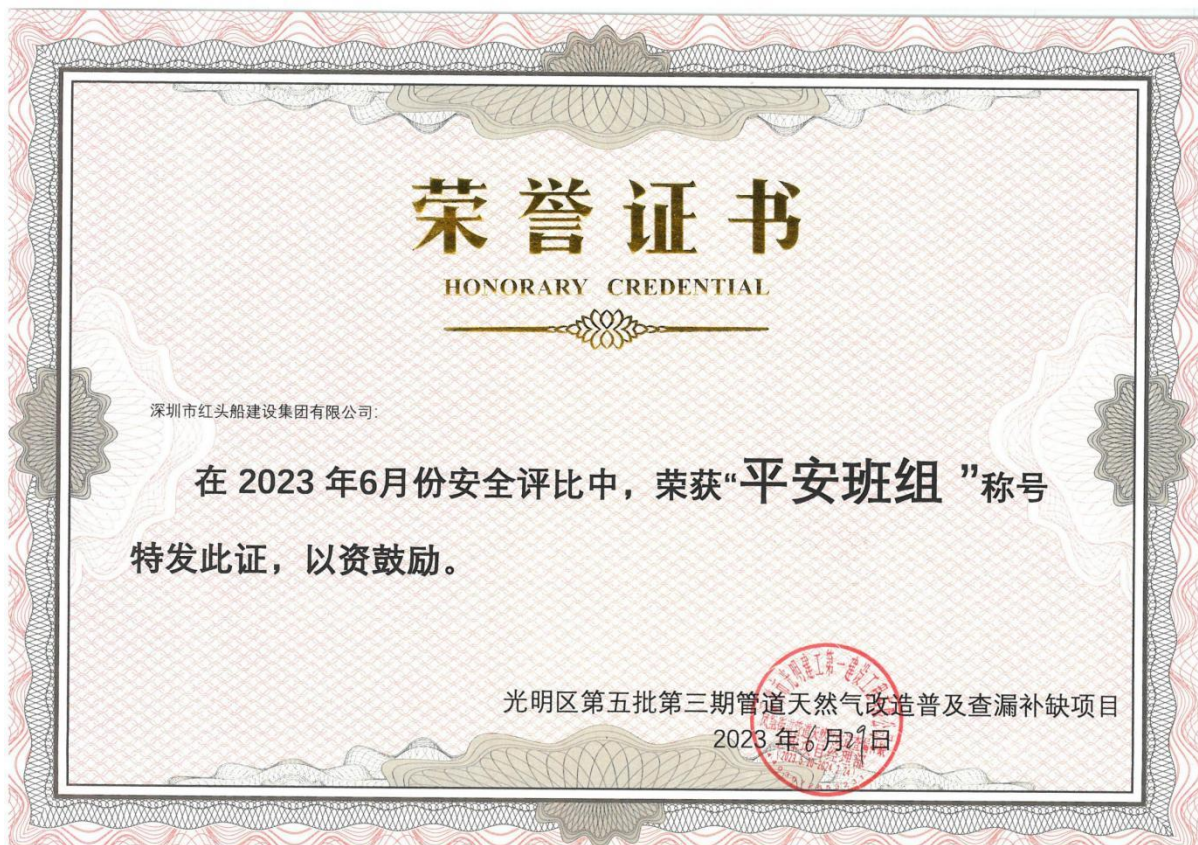 荣誉证书
HONORARY CREDENTIAL
深圳市红头船建设集团有限公司:
在 2023 年6月份安全评比中，荣获“平安班组 ”称号
特发此证，以资鼓励。
光明区第五批第三期管道天然气改造普及查漏补缺项目
2023 年 6 月29日